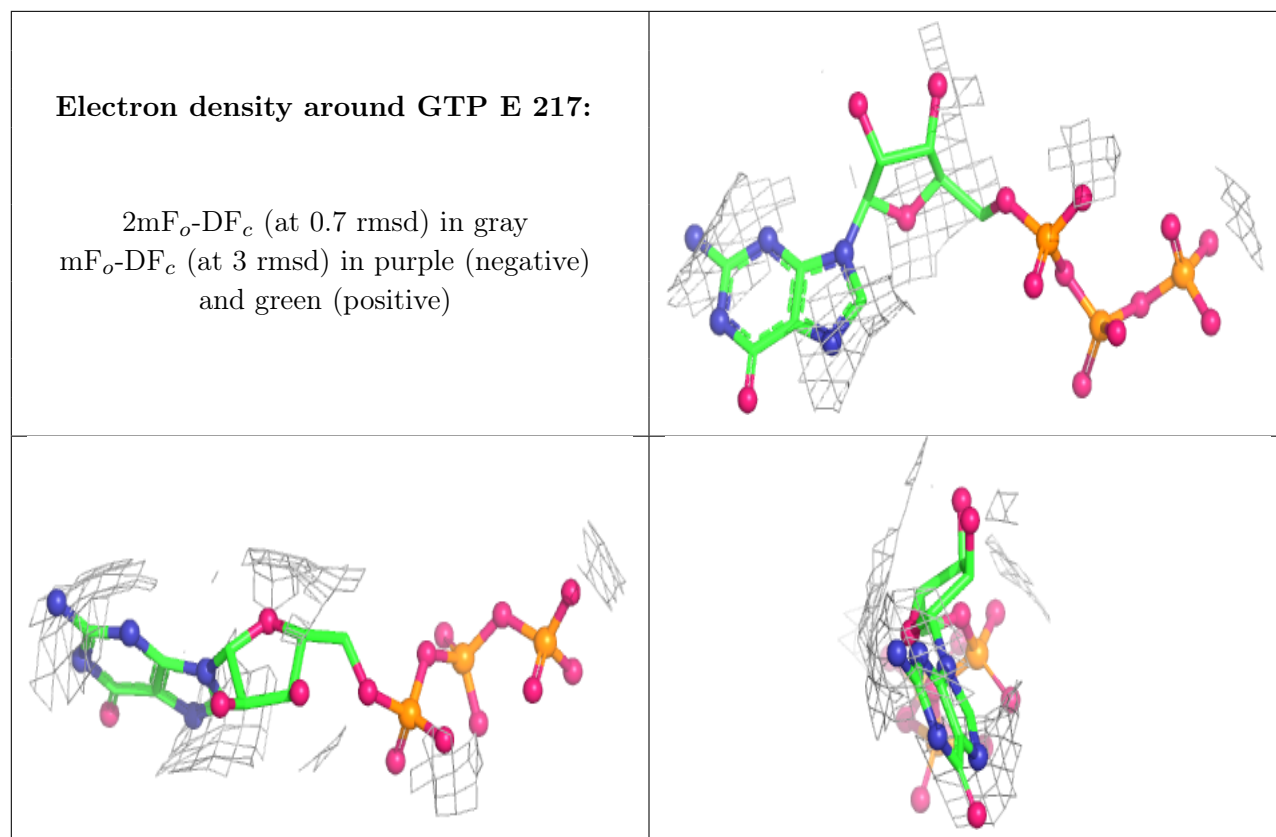 Electron density around GTP E 217:
2mFₒ-DF𝒸 (at 0.7 rmsd) in gray
mFₒ-DF𝒸 (at 3 rmsd) in purple (negative)
and green (positive)